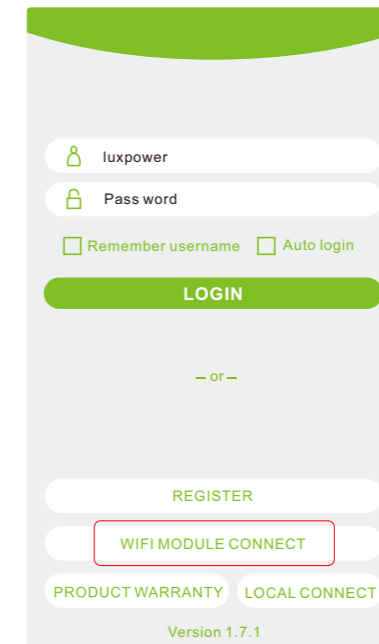 luxpower
Pass word
Remember username Auto login
LOGIN
– or –
REGISTER
WIFI MODULE CONNECT
PRODUCT WARRANTY LOCAL CONNECT
Version 1.7.1